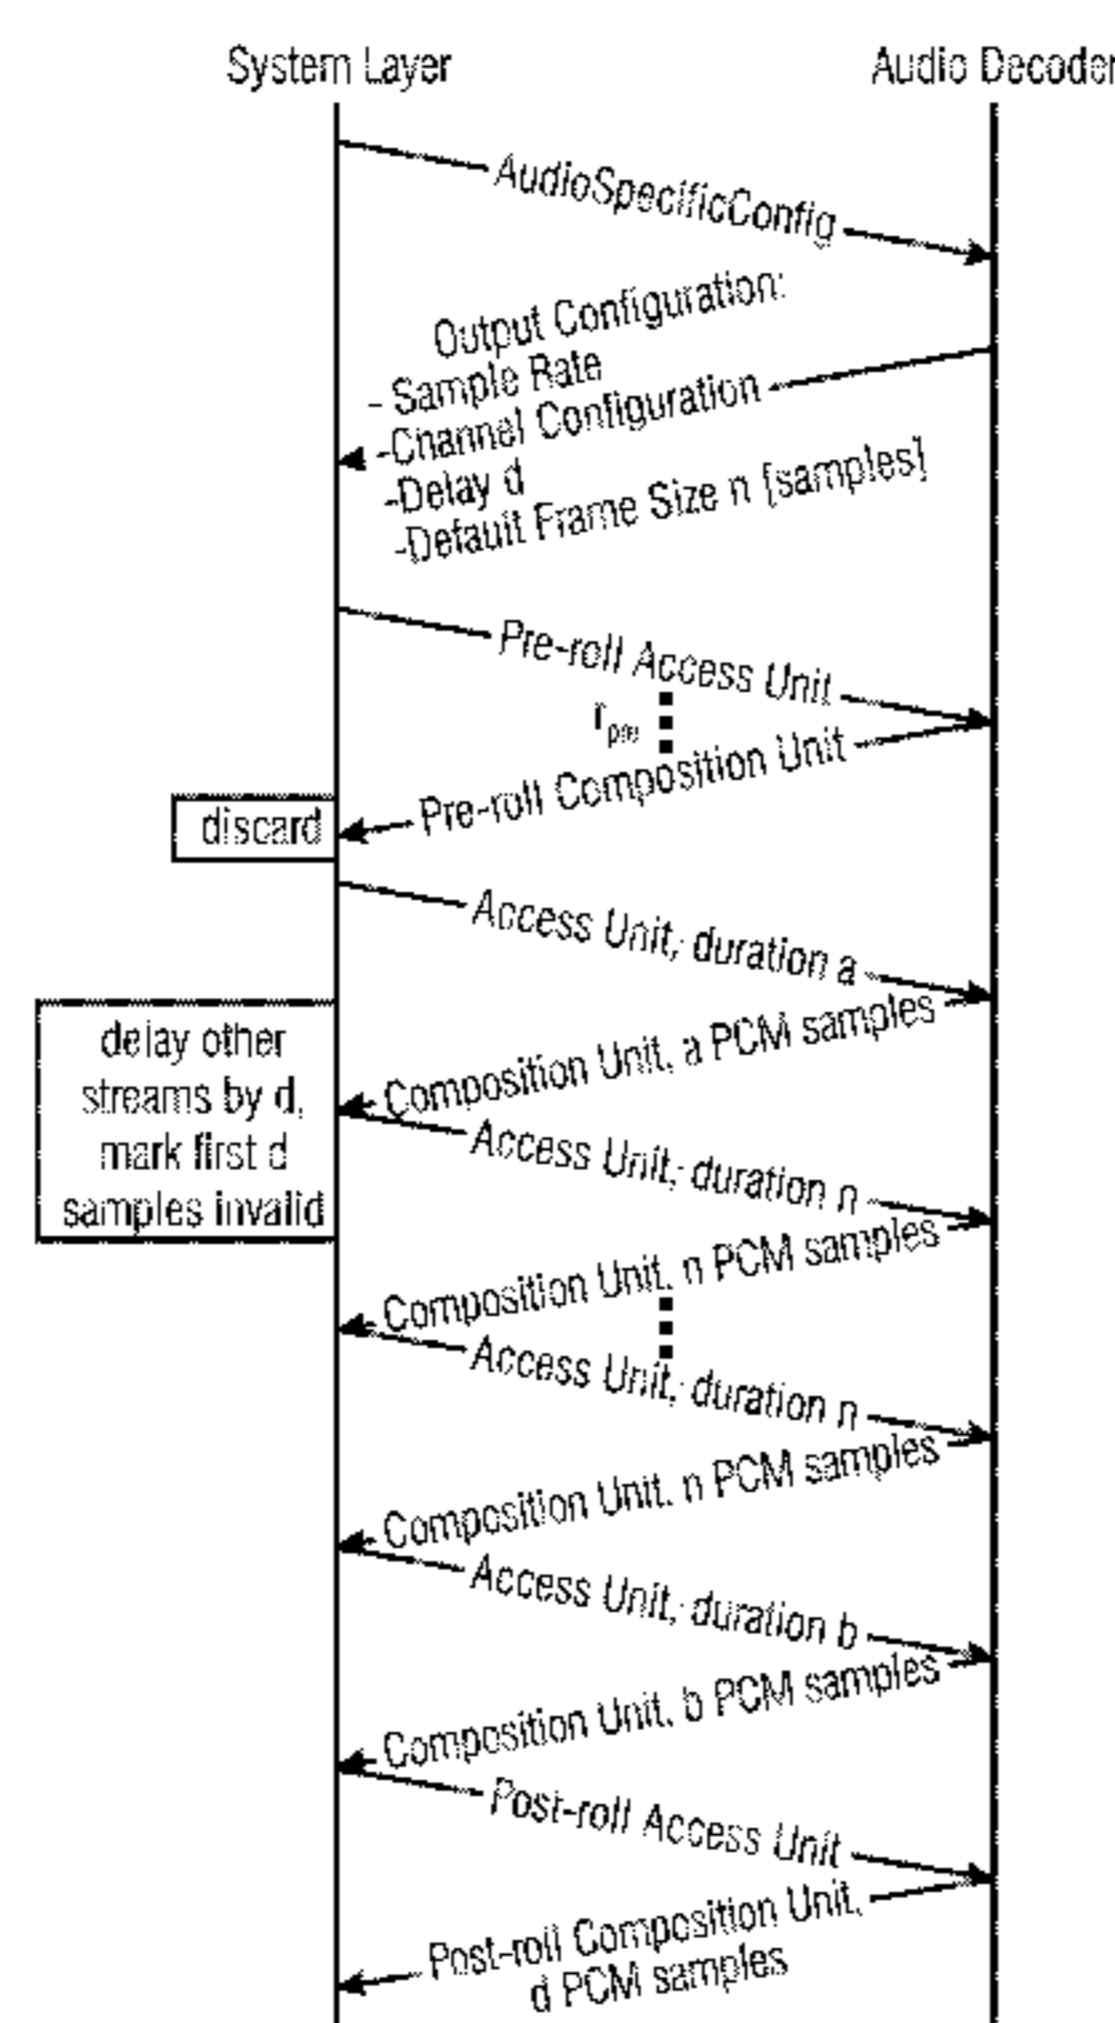 System Layer
Audio Decoder
AudioSpecificConfig
Output Configuration:
- Sample Rate
-Channel Configuration
-Delay d
-Default Frame Size n [samples]
Pre-roll Access Unit
r pre
Pre-roll Composition Unit
discard
Access Unit, duration a
Composition Unit, a PCM samples
delay other
streams by d,
mark first d
samples invalid
Access Unit, duration n
Composition Unit, n PCM samples
Access Unit, duration n
Composition Unit, n PCM samples
Access Unit, duration b
Composition Unit, b PCM samples
Post-roll Access Unit
Post-roll Composition Unit,
d PCM samples